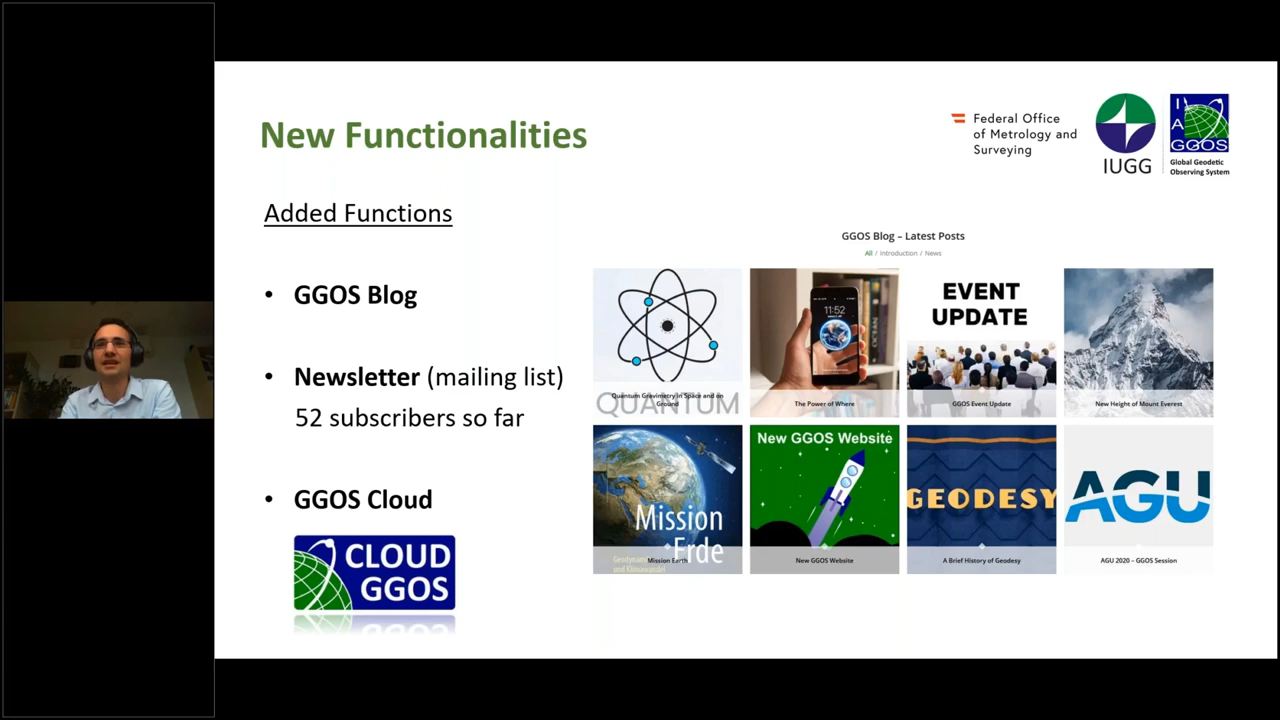 New Functionalities
Federal Office
of Metrology and
Surveying
IUGG
I
A
GGOS
Global Geodetic
Observing System
Added Functions
• GGOS Blog
• Newsletter (mailing list)
52 subscribers so far
• GGOS Cloud
CLOUD
GGOS
GGOS Blog – Latest Posts
All / Introduction / News
QUANTUM
Quantum Gravimetry in Space and on
Ground
11:52
The Power of Where
EVENT
UPDATE
GGOS Event Update
New Height of Mount Everest
Mission
Erde
Mission Earth
New GGOS Website
New GGOS Website
GEODESY
A Brief History of Geodesy
AGU
AGU 2020 – GGOS Session